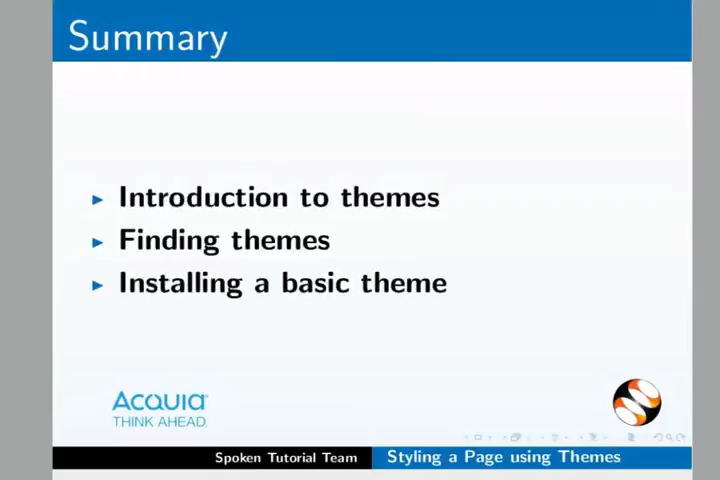 Summary
Introduction to themes
Finding themes
Installing a basic theme
Acquia
THINK AHEAD.
Spoken Tutorial Team
Styling a Page using Themes